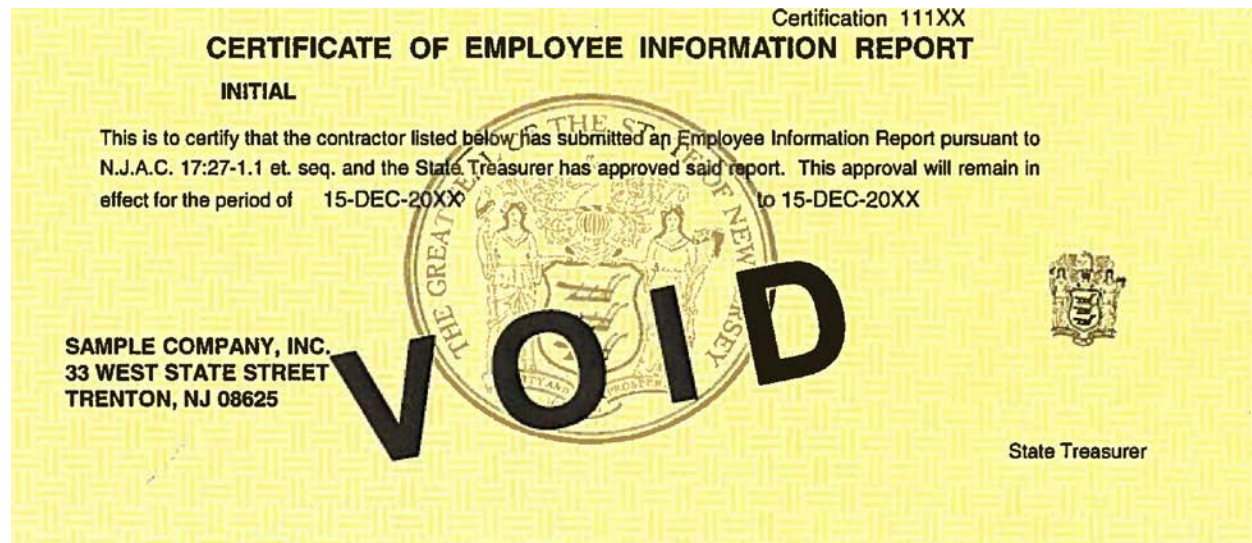 Certification 111XX
CERTIFICATE OF EMPLOYEE INFORMATION REPORT
INITIAL
This is to certify that the contractor listed below has submitted an Employee Information Report pursuant to
N.J.A.C. 17:27-1.1 et. seq. and the State Treasurer has approved said report. This approval will remain in
effect for the period of 15-DEC-20XX to 15-DEC-20XX
THE GREAT SEAL OF THE STATE OF NEW JERSEY
VOID
SAMPLE COMPANY, INC.
33 WEST STATE STREET
TRENTON, NJ 08625
State Treasurer